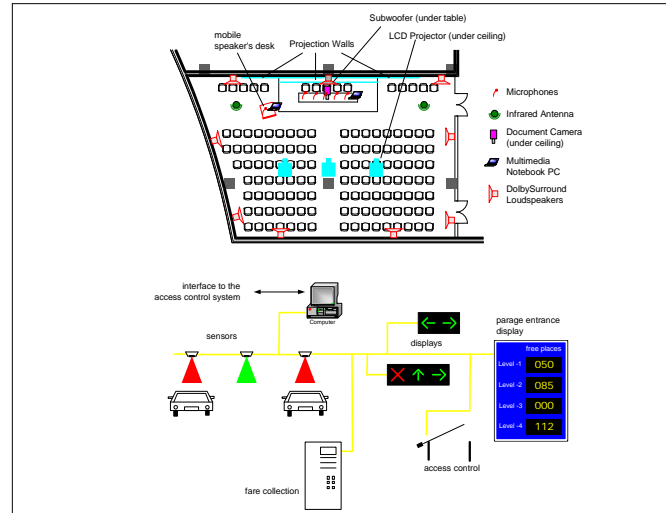 Subwoofer (under table)
mobile
speaker's desk
Projection Walls
LCD Projector (under ceiling)
Microphones
Infrared Antenna
Document Camera
(under ceiling)
Multimedia
Notebook PC
DolbySurround
Loudspeakers
interface to the
access control system
Computer
sensors
displays
parage entrance
display
free places
Level -1 050
Level -2 085
Level -3 000
Level -4 112
access control
fare collection